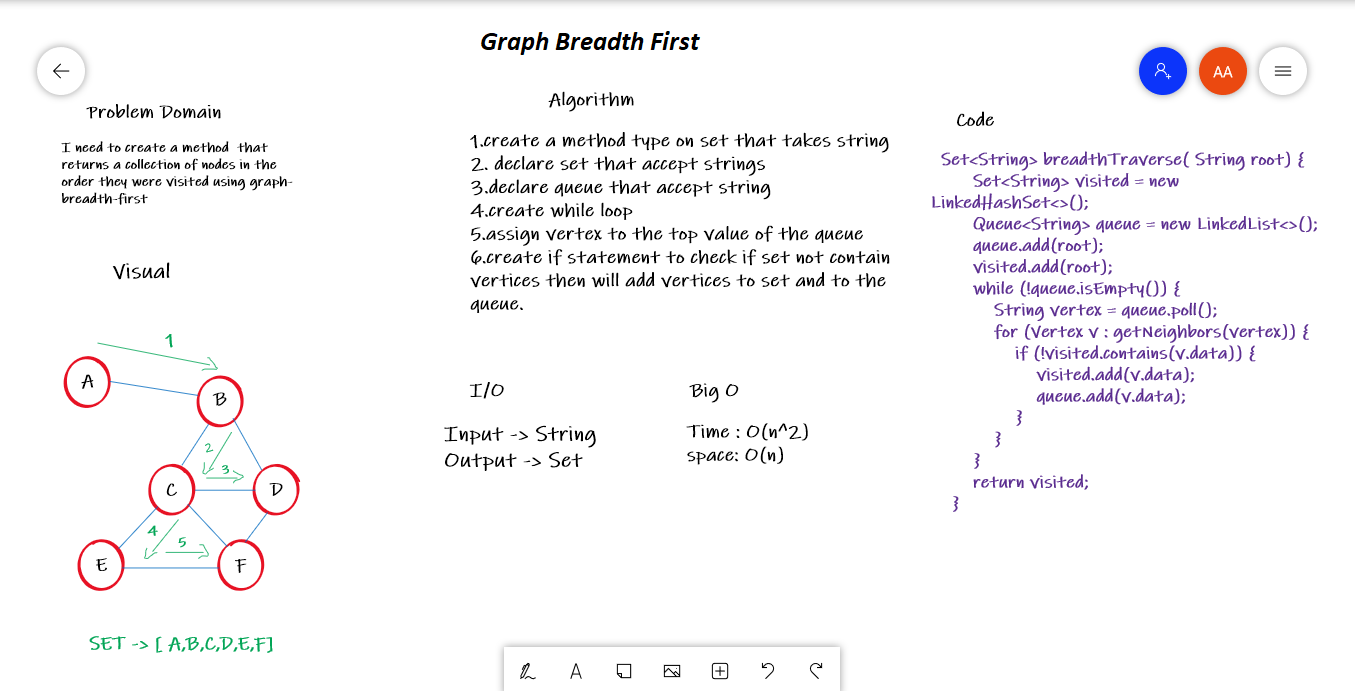 Graph Breadth First
AA
Problem Domain
I need to create a method that
returns a collection of nodes in the
order they were visited using graph-
breadth-first
Visual
1
A
B
2
3
C
D
4
5
E
F
SET -> [ A,B,C,D,E,F]
Algorithm
1.create a method type on set that takes string
2. declare set that accept strings
3.declare queue that accept string
4.create while loop
5.assign vertex to the top value of the queue
6.create if statement to check if set not contain
vertices then will add vertices to set and to the
queue.
I/O
Input -> String
Output -> Set
Big O
Time : O(n^2)
space: O(n)
Code
Set<String> breadthTraverse( String root) {
Set<String> visited = new
LinkedHashSet<>();
Queue<String> queue = new LinkedList<>();
queue.add(root);
visited.add(root);
while (!queue.isEmpty()) {
String vertex = queue.poll();
for (Vertex v : getNeighbors(vertex)) {
if (!visited.contains(v.data)) {
visited.add(v.data);
queue.add(v.data);
}
}
}
return visited;
}
A